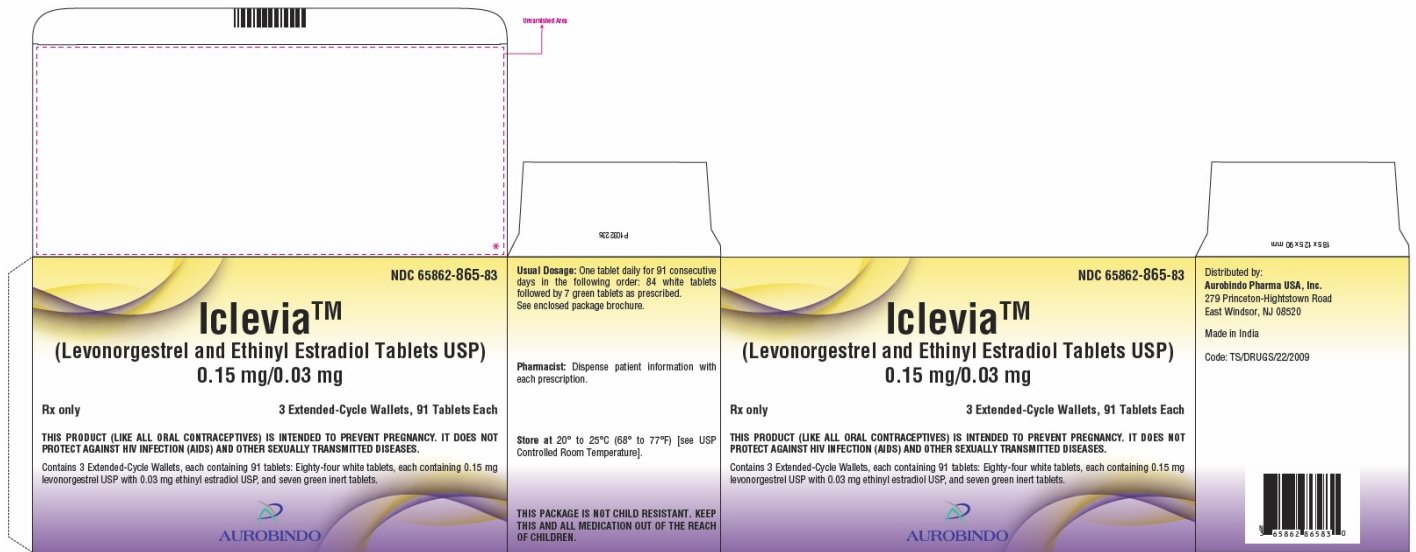 Unvarnished Area
*
P1032236
18.5 x 12.5 x 90 mm
NDC 65862-865-83
Iclevia™
(Levonorgestrel and Ethinyl Estradiol Tablets USP)
0.15 mg/0.03 mg
Rx only
3 Extended-Cycle Wallets, 91 Tablets Each
THIS PRODUCT (LIKE ALL ORAL CONTRACEPTIVES) IS INTENDED TO PREVENT PREGNANCY. IT DOES NOT
PROTECT AGAINST HIV INFECTION (AIDS) AND OTHER SEXUALLY TRANSMITTED DISEASES.
Contains 3 Extended-Cycle Wallets, each containing 91 tablets: Eighty-four white tablets, each containing 0.15 mg
levonorgestrel USP with 0.03 mg ethinyl estradiol USP, and seven green inert tablets.
AUROBINDO
Usual Dosage: One tablet daily for 91 consecutive
days in the following order: 84 white tablets
followed by 7 green tablets as prescribed.
See enclosed package brochure.
Pharmacist: Dispense patient information with
each prescription.
Store at 20° to 25°C (68° to 77°F) [see USP
Controlled Room Temperature].
THIS PACKAGE IS NOT CHILD RESISTANT. KEEP
THIS AND ALL MEDICATION OUT OF THE REACH
OF CHILDREN.
NDC 65862-865-83
Iclevia™
(Levonorgestrel and Ethinyl Estradiol Tablets USP)
0.15 mg/0.03 mg
Rx only
3 Extended-Cycle Wallets, 91 Tablets Each
THIS PRODUCT (LIKE ALL ORAL CONTRACEPTIVES) IS INTENDED TO PREVENT PREGNANCY. IT DOES NOT
PROTECT AGAINST HIV INFECTION (AIDS) AND OTHER SEXUALLY TRANSMITTED DISEASES.
Contains 3 Extended-Cycle Wallets, each containing 91 tablets: Eighty-four white tablets, each containing 0.15 mg
levonorgestrel USP with 0.03 mg ethinyl estradiol USP, and seven green inert tablets.
AUROBINDO
Distributed by:
Aurobindo Pharma USA, Inc.
279 Princeton-Hightstown Road
East Windsor, NJ 08520
Made in India
Code: TS/DRUGS/22/2009
65862 86583 0